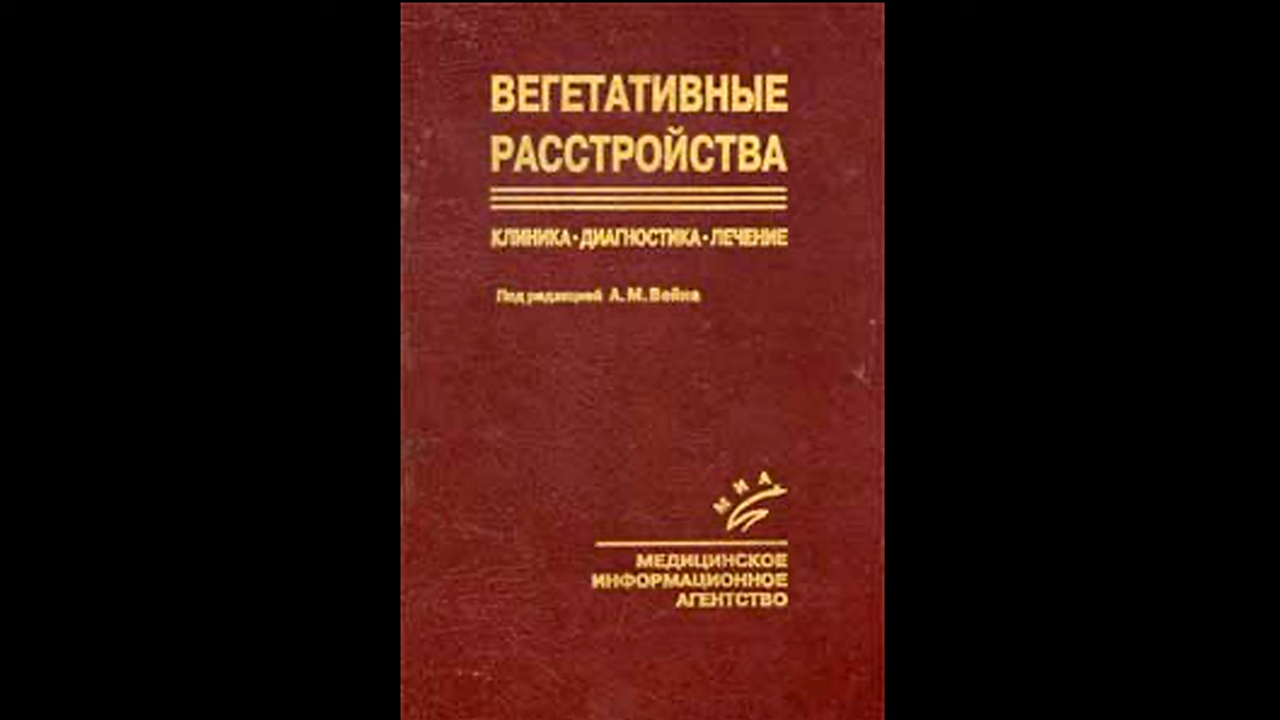 ВЕГЕТАТИВНЫЕ
РАССТРОЙСТВА
КЛИНИКА•ДИАГНОСТИКА•ЛЕЧЕНИЕ
Под редакцией А.М.Вейна
МИА
МЕДИЦИНСКОЕ
ИНФОРМАЦИОННОЕ
АГЕНТСТВО